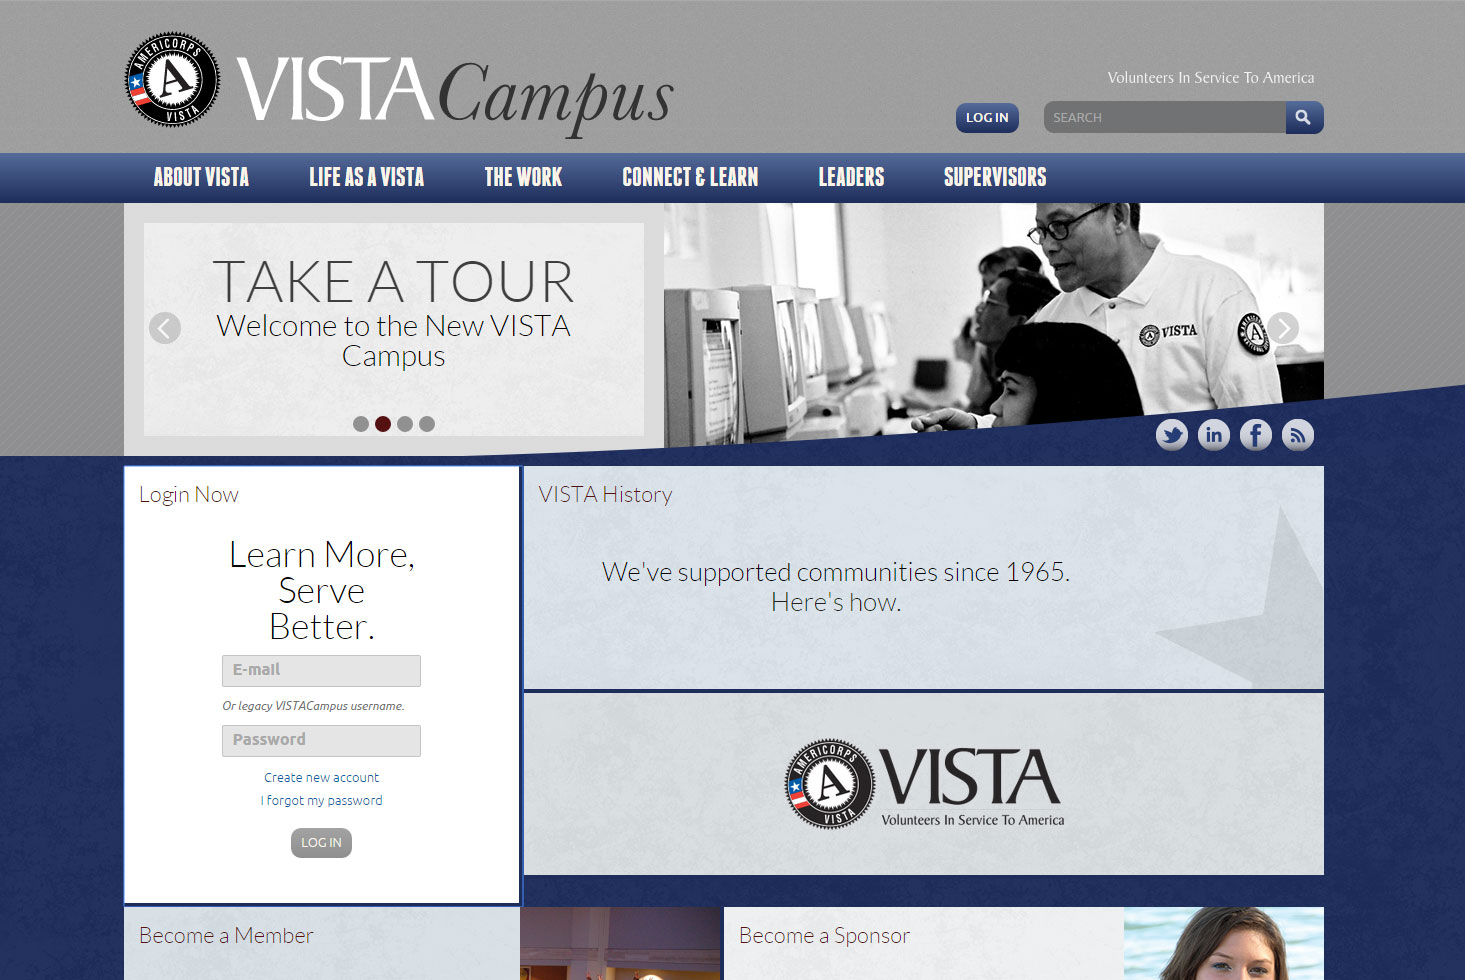 AMERICORPS
VISTA
VISTA Campus
Volunteers In Service To America
LOG IN
SEARCH
ABOUT VISTA
LIFE AS A VISTA
THE WORK
CONNECT & LEARN
LEADERS
SUPERVISORS
TAKE A TOUR
Welcome to the New VISTA
Campus
VISTA
Login Now
Learn More,
Serve
Better.
E-mail
Or legacy VISTACampus username.
Password
Create new account
I forgot my password
LOG IN
VISTA History
We've supported communities since 1965.
Here's how.
AMERICORPS
VISTA
VISTA
Volunteers In Service To America
Become a Member
Become a Sponsor